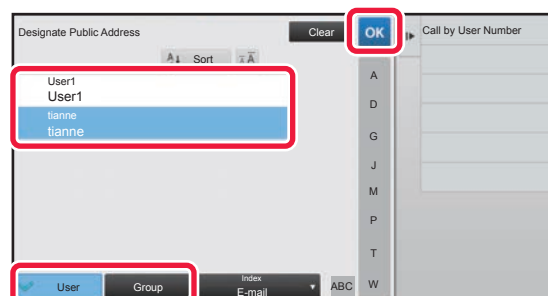 Designate Public Address
Clear
OK
Call by User Number
Sort
User1
User1
tianne
tianne
A
D
G
J
M
P
T
W
User
Group
Index
E-mail
ABC